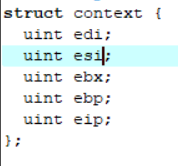 struct context {
  uint edi;
  uint esi;
  uint ebx;
  uint ebp;
  uint eip;
};